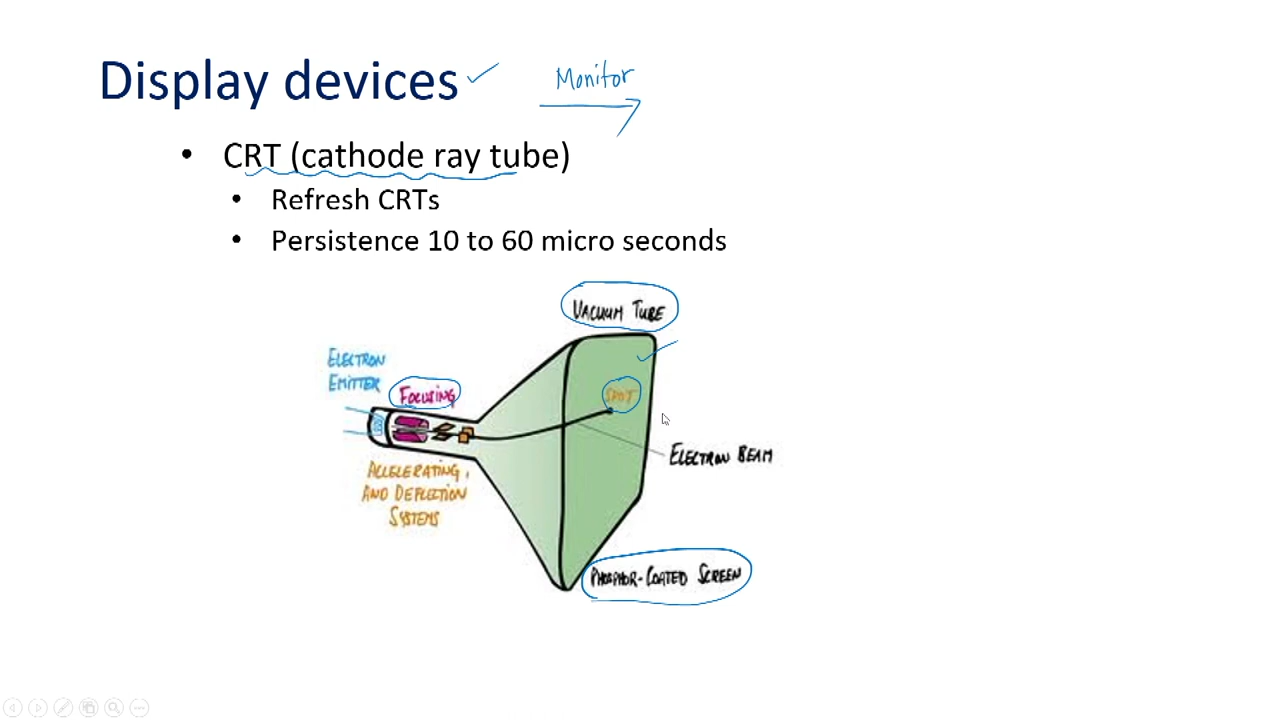 Display devices
Monitor
• CRT (cathode ray tube)
• Refresh CRTs
• Persistence 10 to 60 micro seconds
VACUUM TUBE
ELECTRON
EMITTER
FOCUSING
SPOT
ELECTRON BEAM
ACCELERATING,
AND DEFLECTION
SYSTEMS
PHOSPHOR-COATED SCREEN